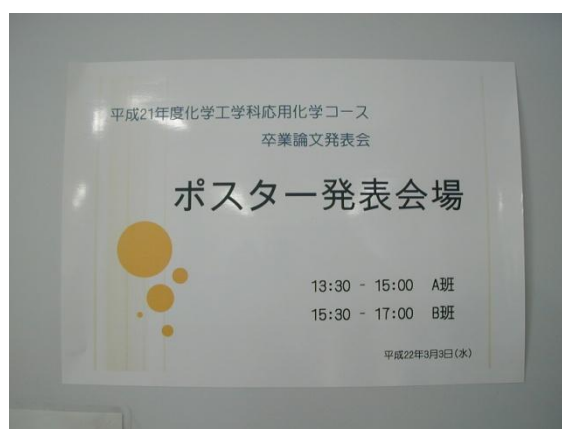 平成21年度化学工学科応用化学コース
卒業論文発表会
ポスター発表会場
13:30 - 15:00 A班
15:30 - 17:00 B班
平成22年3月3日(水)